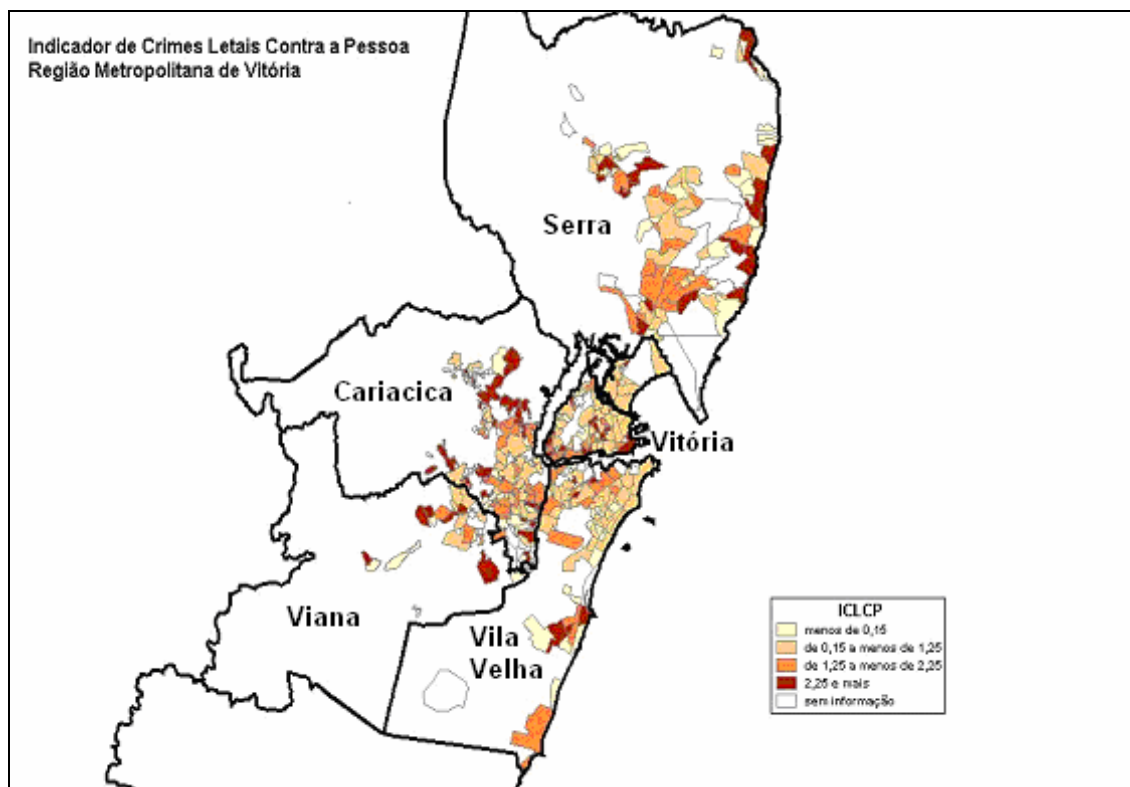 Indicador de Crimes Letais Contra a Pessoa
Região Metropolitana de Vitória
Serra
Cariacica
Vitória
Viana
Vila
Velha
ICLCP
menos de 0,15
de 0,15 a menos de 1,25
de 1,25 a menos de 2,25
2,25 e mais
sem informação